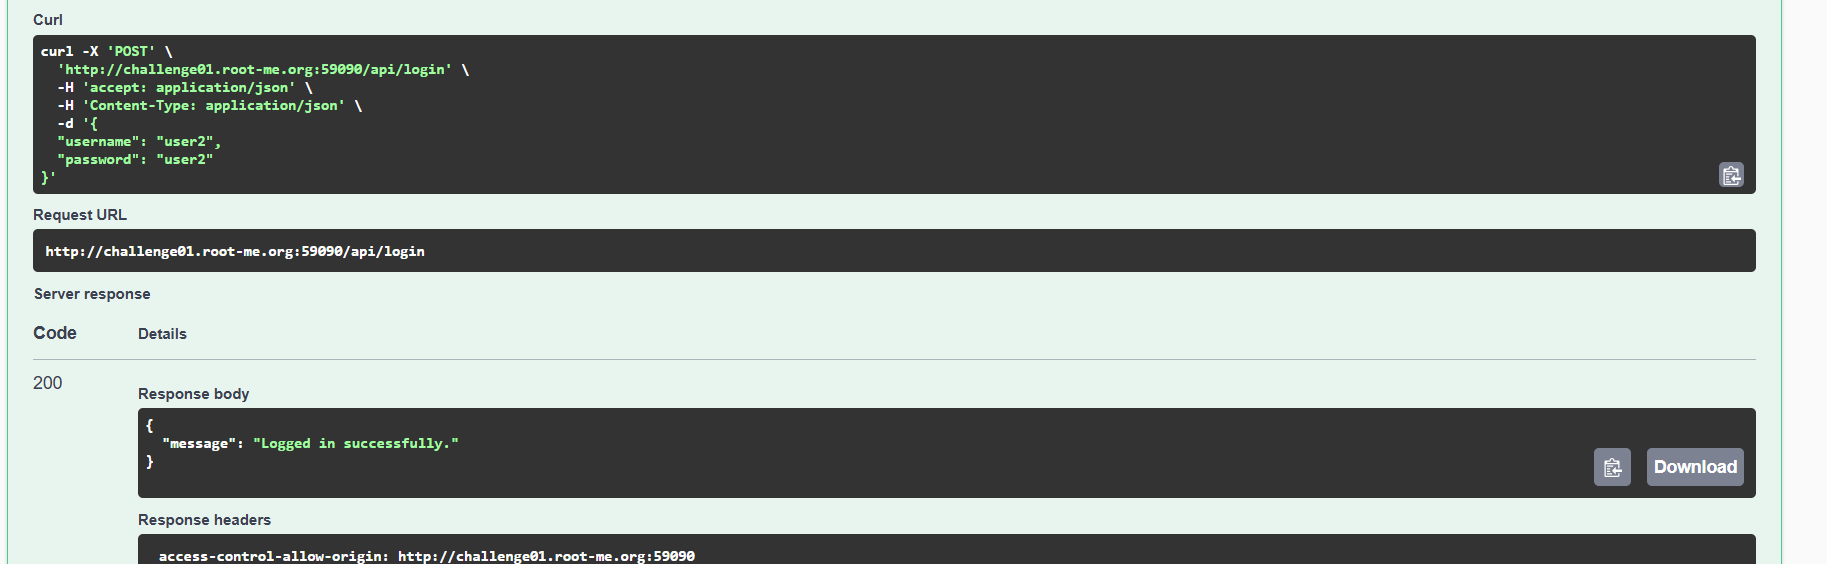 Curl
curl -X 'POST' \
  'http://challenge01.root-me.org:59090/api/login' \
  -H 'accept: application/json' \
  -H 'Content-Type: application/json' \
  -d '{
  "username": "user2",
  "password": "user2"
}'
Request URL
http://challenge01.root-me.org:59090/api/login
Server response
Code Details
200
Response body
{
  "message": "Logged in successfully."
}
Download
Response headers
access-control-allow-origin: http://challenge01.root-me.org:59090